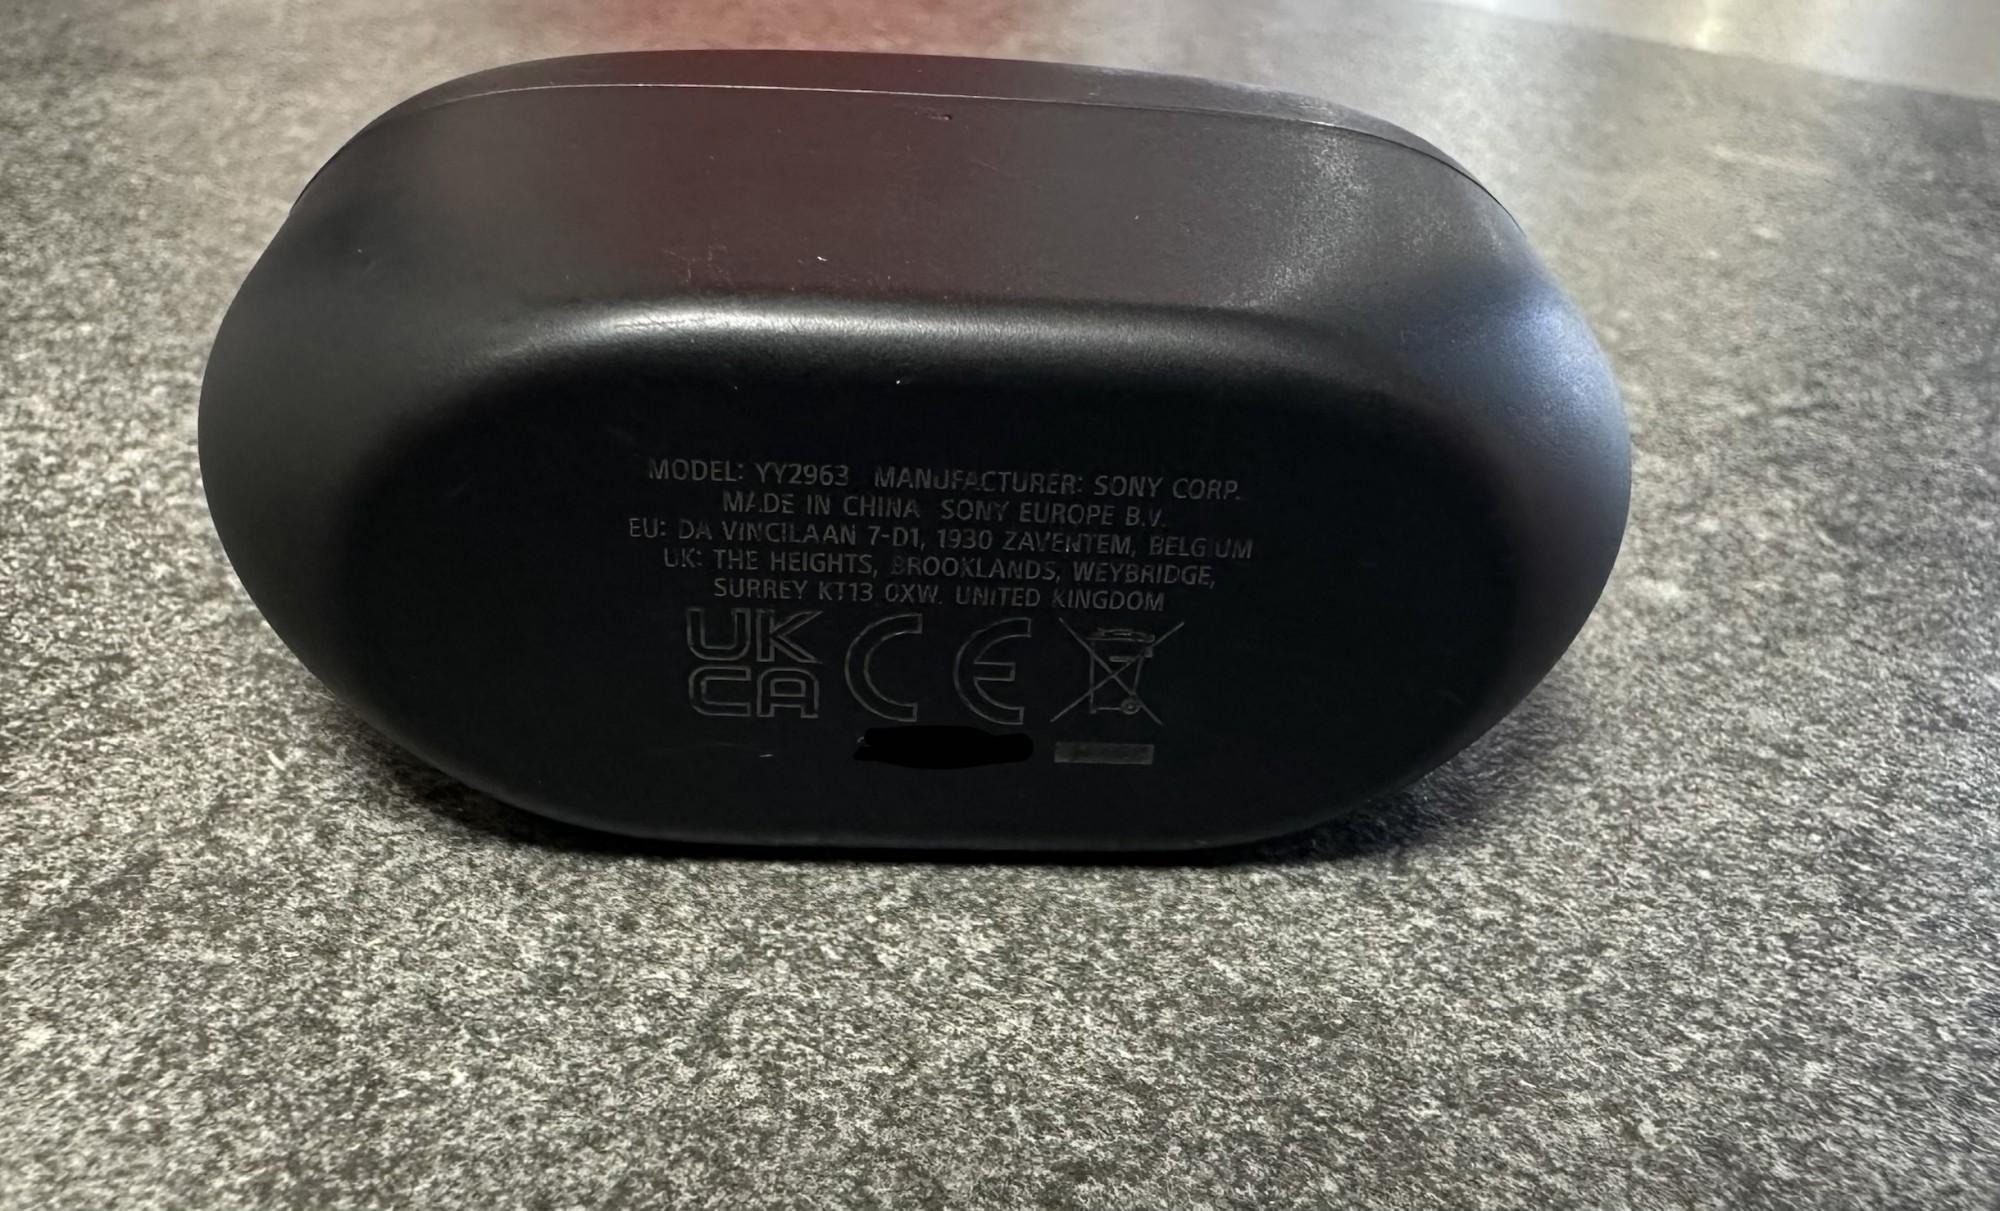 MODEL: YY2963 MANUFACTURER: SONY CORP.
MADE IN CHINA SONY EUROPE B.V.
EU: DA VINCILAAN 7-D1, 1930 ZAVENTEM, BELGIUM
UK: THE HEIGHTS, BROOKLANDS, WEYBRIDGE,
SURREY KT13 0XW. UNITED KINGDOM
UK CE
CA